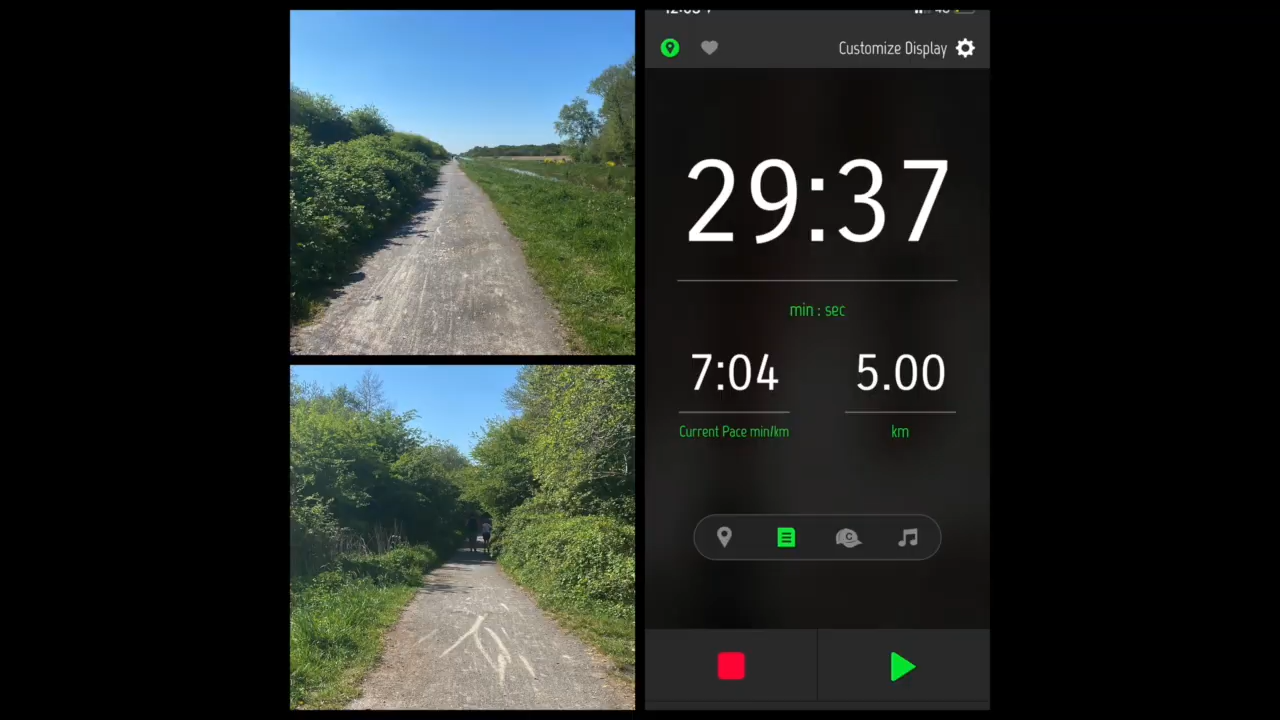 Customize Display
29:37
min : sec
7:04
5.00
Current Pace min/km
km
C